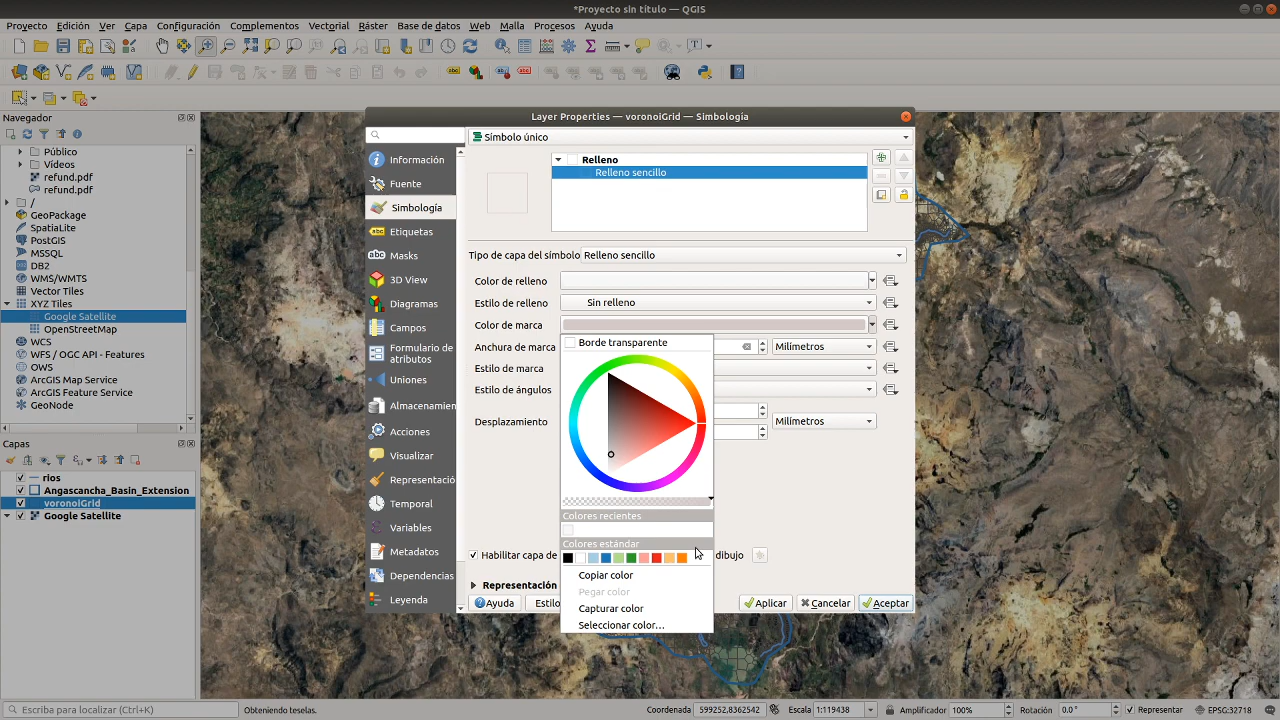 *Proyecto sin título — QGIS
Proyecto Edición Ver Capa Configuración Complementos Vectorial Ráster Base de datos Web Malla Procesos Ayuda
Navegador
Público
Vídeos
refund.pdf
refund.pdf
/
GeoPackage
SpatiaLite
PostGIS
MSSQL
DB2
WMS/WMTS
Vector Tiles
XYZ Tiles
Google Satellite
OpenStreetMap
WCS
WFS / OGC API - Features
OWS
ArcGIS Map Service
ArcGIS Feature Service
GeoNode
Capas
rios
Angascancha_Basin_Extension
voronoiGrid
Google Satellite
Layer Properties — voronoiGrid — Simbología
Información
Fuente
Simbología
Etiquetas
Masks
3D View
Diagramas
Campos
Formulario de
atributos
Uniones
Almacenamien
Acciones
Visualizar
Representació
Temporal
Variables
Metadatos
Dependencias
Leyenda
Símbolo único
Relleno
Relleno sencillo
Tipo de capa del símbolo Relleno sencillo
Color de relleno
Estilo de relleno Sin relleno
Color de marca
Anchura de marca Milímetros
Estilo de marca
Estilo de ángulos
Desplazamiento Milímetros
Borde transparente
Colores recientes
Colores estándar
Copiar color
Pegar color
Capturar color
Seleccionar color…
Habilitar capa de dibujo
Representación
Ayuda Estilo Aplicar Cancelar Aceptar
Escriba para localizar (Ctrl+K) Obteniendo teselas. Coordenada 599252,8362542 Escala 1:119438 Amplificador 100% Rotación 0.0° Representar EPSG:32718